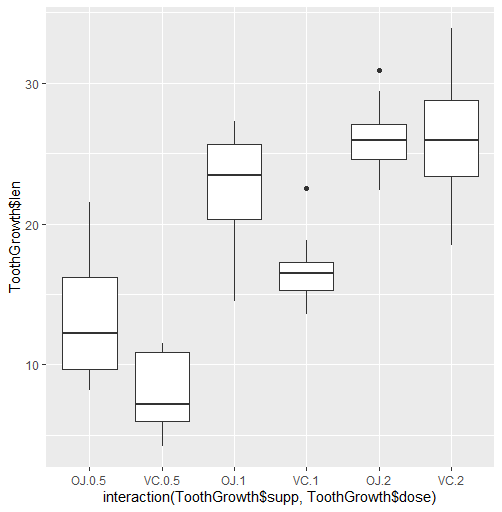 ToothGrowth$len
30
20
10
OJ.0.5 VC.0.5 OJ.1 VC.1 OJ.2 VC.2
interaction(ToothGrowth$supp, ToothGrowth$dose)